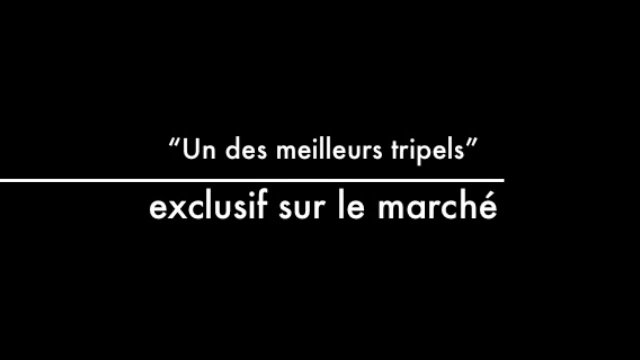 “Un des meilleurs tripels”
exclusif sur le marché